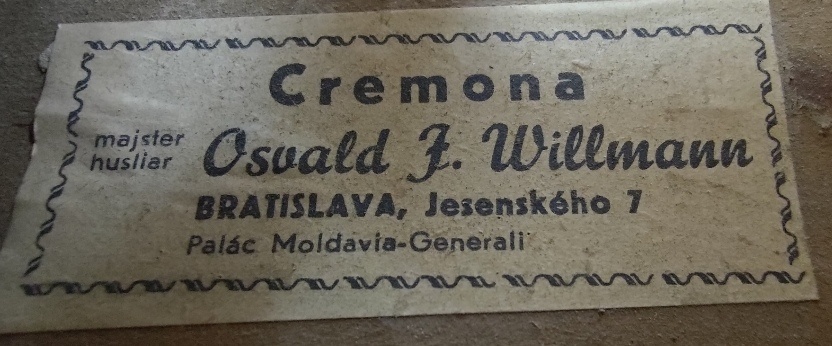 Cremona
majster
husliar
Osvald J. Willmann
BRATISLAVA, Jesenského 7
Palác Moldavia-Generali